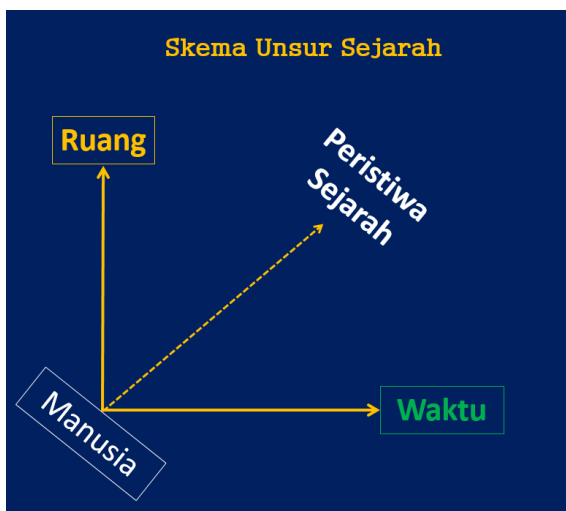 Skema Unsur Sejarah
Ruang
Peristiwa
Sejarah
Manusia
Waktu